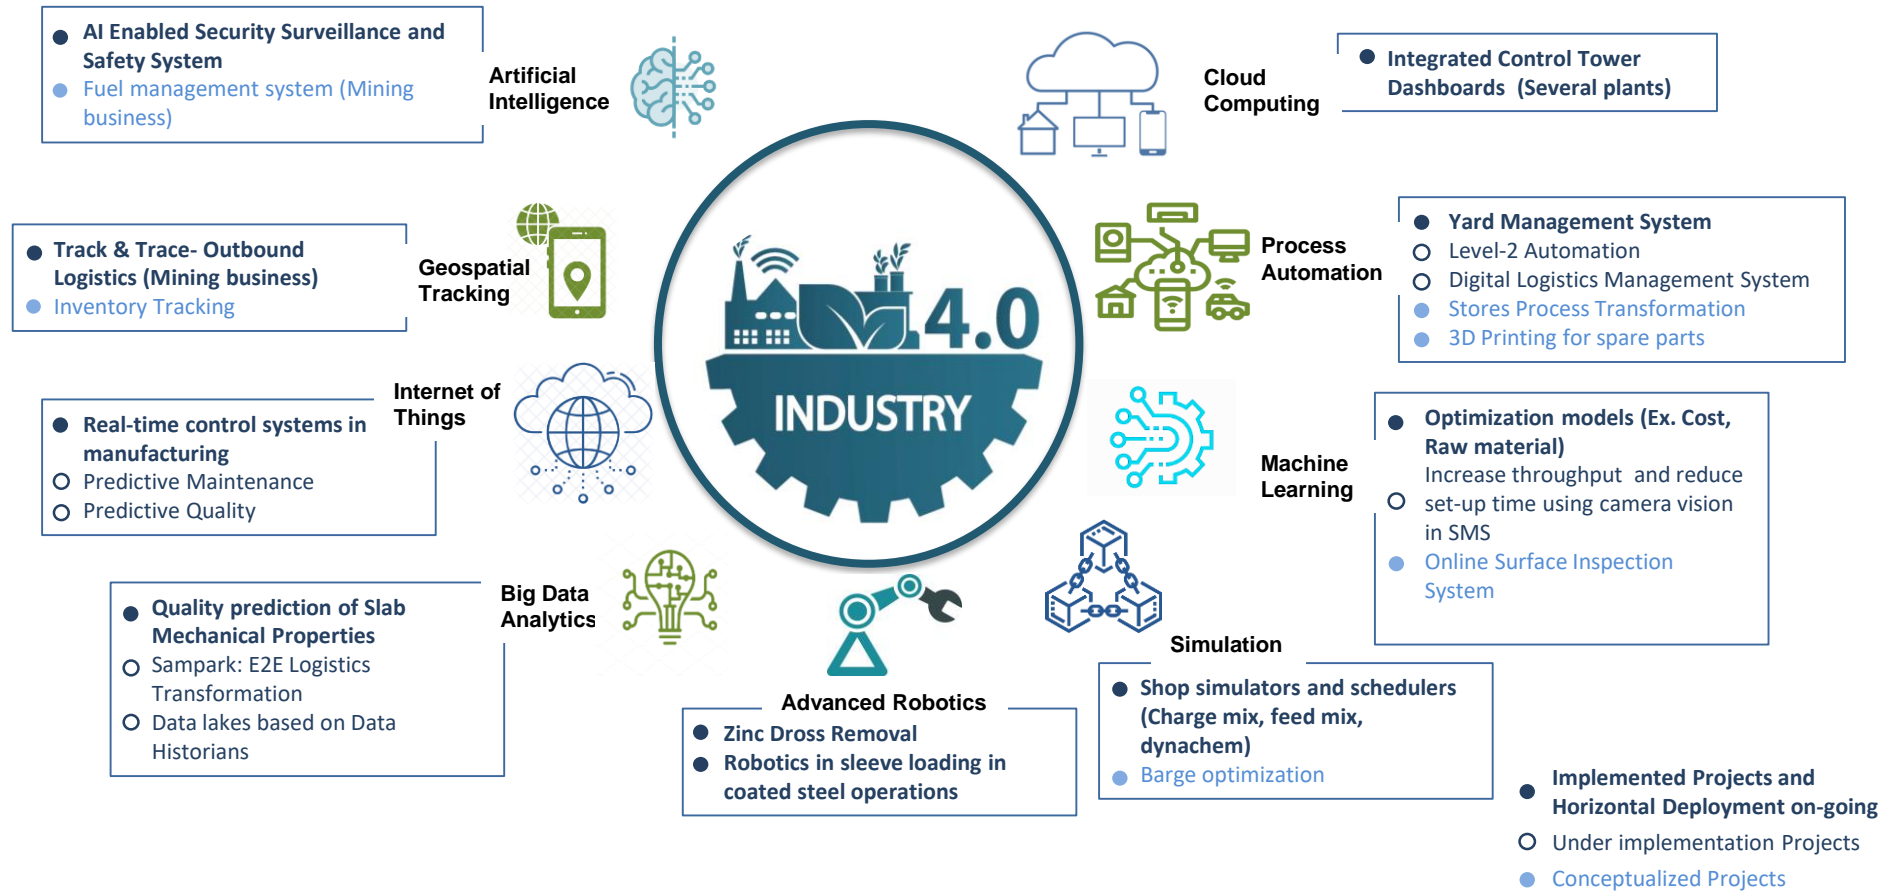 AI Enabled Security Surveillance and
Safety System
Fuel management system (Mining
business)
Artificial
Intelligence
Cloud
Computing
Integrated Control Tower
Dashboards (Several plants)
Track & Trace- Outbound
Logistics (Mining business)
Inventory Tracking
Geospatial
Tracking
4.0
INDUSTRY
Process
Automation
Yard Management System
Level-2 Automation
Digital Logistics Management System
Stores Process Transformation
3D Printing for spare parts
Internet of
Things
Real-time control systems in
manufacturing
Predictive Maintenance
Predictive Quality
Machine
Learning
Optimization models (Ex. Cost,
Raw material)
Increase throughput and reduce
set-up time using camera vision
in SMS
Online Surface Inspection
System
Big Data
Analytics
Quality prediction of Slab
Mechanical Properties
Sampark: E2E Logistics
Transformation
Data lakes based on Data
Historians
Advanced Robotics
Zinc Dross Removal
Robotics in sleeve loading in
coated steel operations
Simulation
Shop simulators and schedulers
(Charge mix, feed mix,
dynachem)
Barge optimization
Implemented Projects and
Horizontal Deployment on-going
Under implementation Projects
Conceptualized Projects